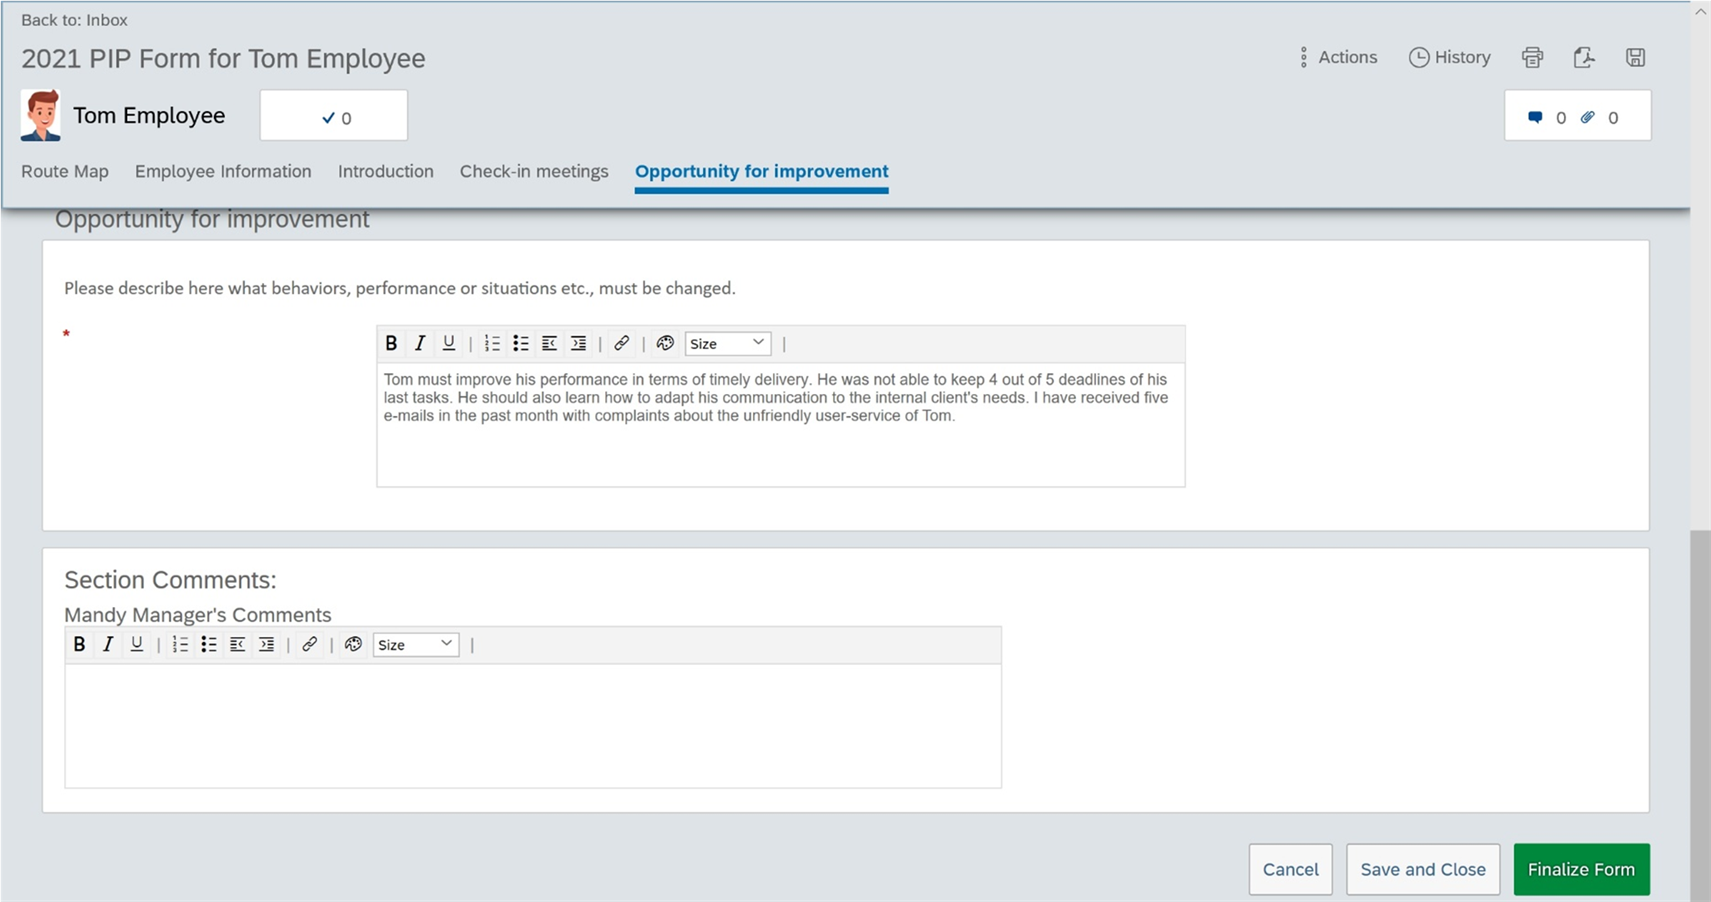 Back to: Inbox
2021 PIP Form for Tom Employee
Actions
History
Tom Employee
0
0
0
Route Map
Employee Information
Introduction
Check-in meetings
Opportunity for improvement
Opportunity for improvement
Please describe here what behaviors, performance or situations etc., must be changed.
*
B I U | | | Size |
Tom must improve his performance in terms of timely delivery. He was not able to keep 4 out of 5 deadlines of his
last tasks. He should also learn how to adapt his communication to the internal client's needs. I have received five
e-mails in the past month with complaints about the unfriendly user-service of Tom.
Section Comments:
Mandy Manager's Comments
B I U | | | Size |
Cancel
Save and Close
Finalize Form